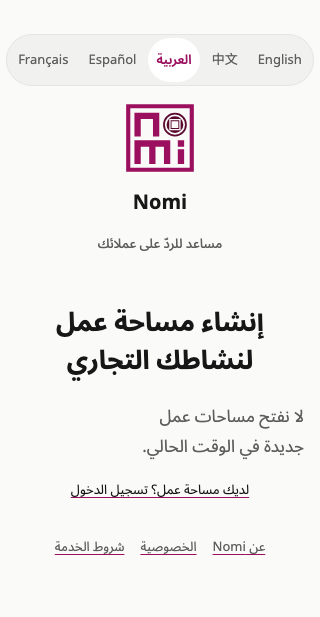 English 中文 العربية Español Français
nomi
Nomi
مساعد للردّ على عملائك
إنشاء مساحة عمل
لنشاطك التجاري
لا نفتح مساحات عمل
جديدة في الوقت الحالي.
لديك مساحة عمل؟ تسجيل الدخول
عن Nomi الخصوصية شروط الخدمة